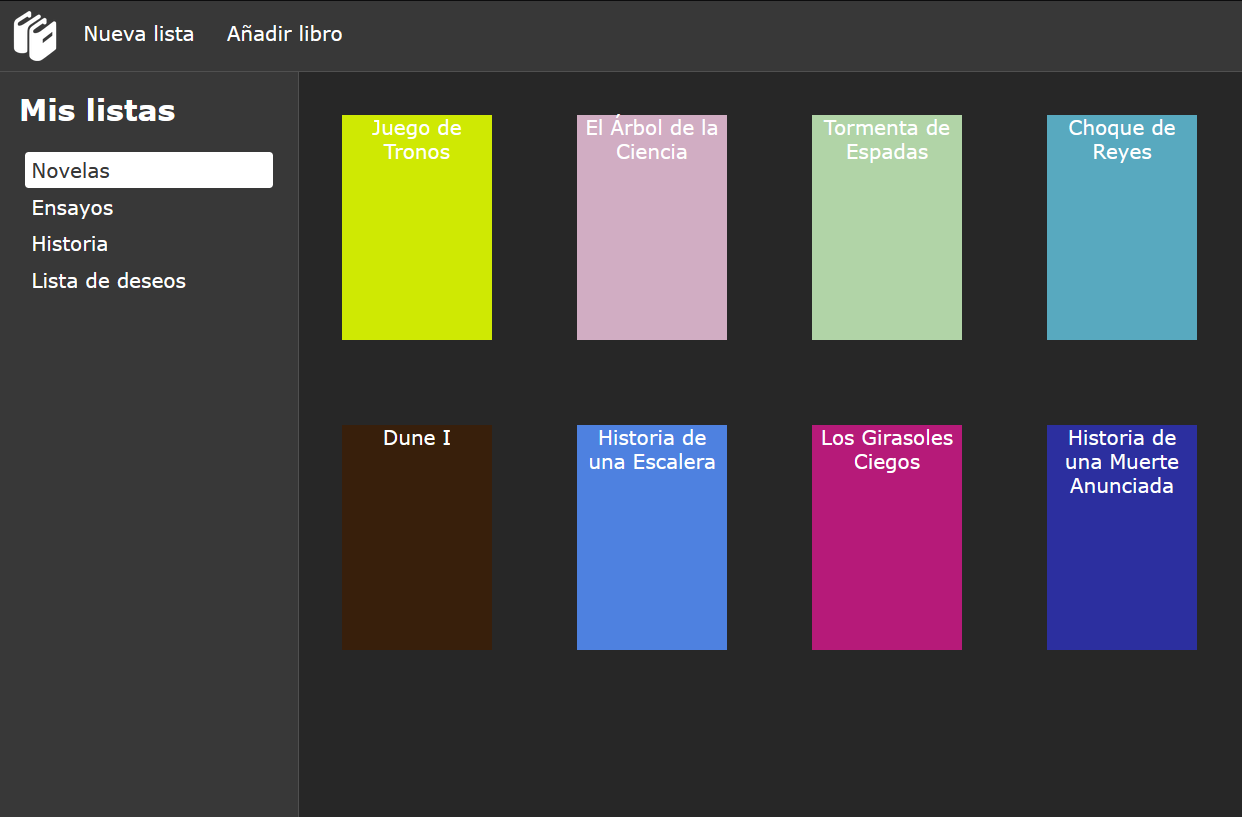 Nueva lista
Añadir libro
Mis listas
Novelas
Ensayos
Historia
Lista de deseos
Juego de
Tronos
El Árbol de la
Ciencia
Tormenta de
Espadas
Choque de
Reyes
Dune I
Historia de
una Escalera
Los Girasoles
Ciegos
Historia de
una Muerte
Anunciada